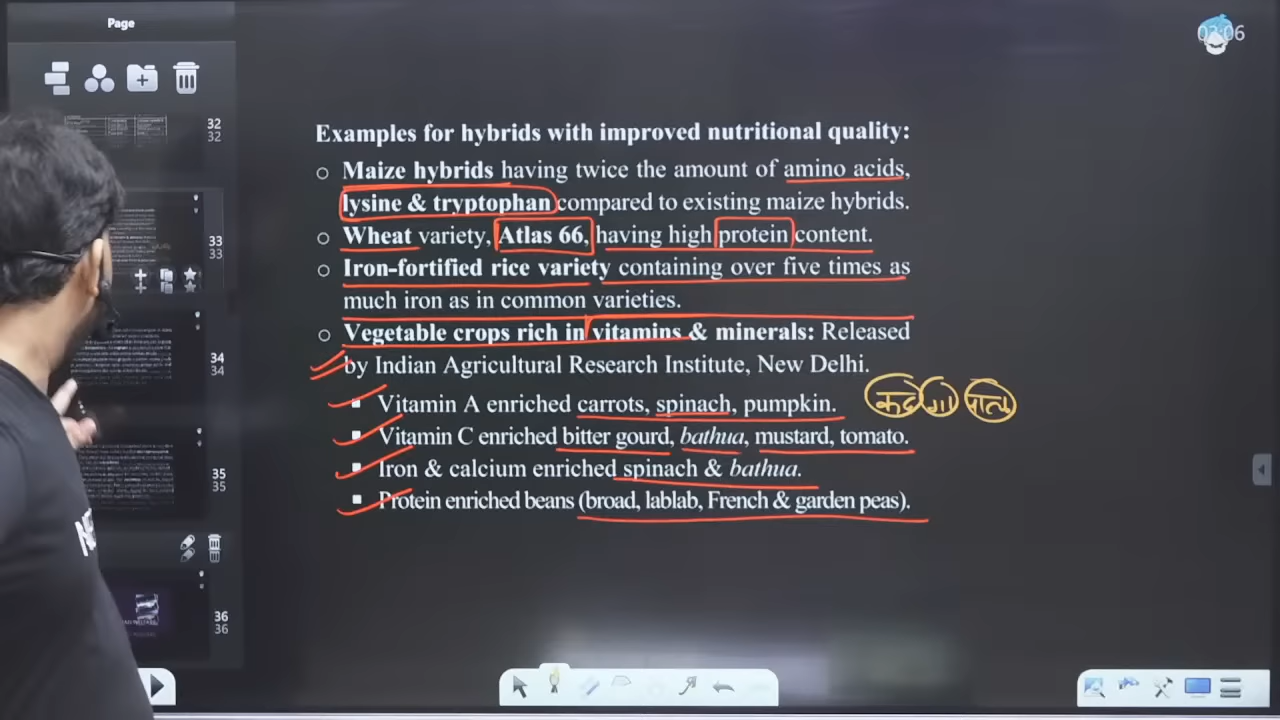 Page
03:06
32
32
33
33
34
34
35
35
36
36
Examples for hybrids with improved nutritional quality:
○ Maize hybrids having twice the amount of amino acids,
lysine & tryptophan compared to existing maize hybrids.
○ Wheat variety, Atlas 66, having high protein content.
○ Iron-fortified rice variety containing over five times as
much iron as in common varieties.
○ Vegetable crops rich in vitamins & minerals: Released
by Indian Agricultural Research Institute, New Delhi.
▪ Vitamin A enriched carrots, spinach, pumpkin. कद गा पाल
▪ Vitamin C enriched bitter gourd, bathua, mustard, tomato.
▪ Iron & calcium enriched spinach & bathua.
▪ Protein enriched beans (broad, lablab, French & garden peas).